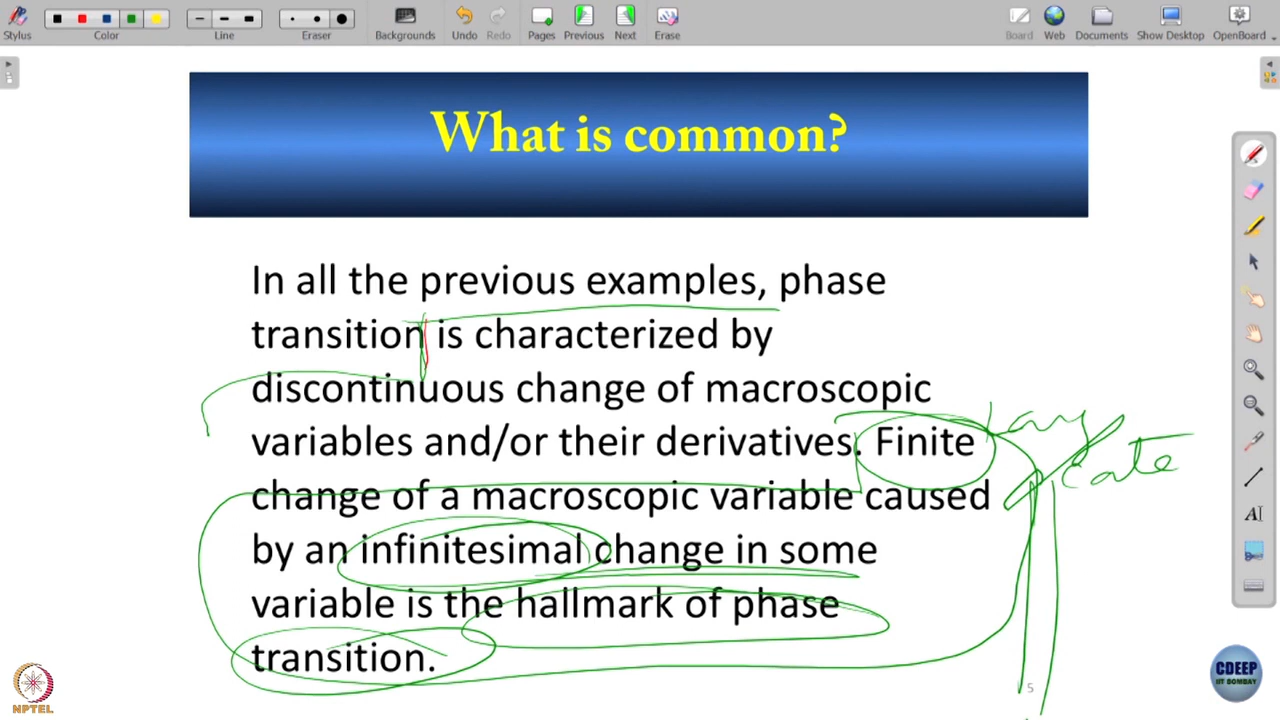 Stylus
Color
Line
Eraser
Backgrounds
Undo
Redo
Pages
Previous
Next
Erase
Board
Web
Documents
Show Desktop
OpenBoard
What is common?
In all the previous examples, phase
transition is characterized by
discontinuous change of macroscopic
variables and/or their derivatives. Finite
change of a macroscopic variable caused
by an infinitesimal change in some
variable is the hallmark of phase
transition.
5
NPTEL
CDEEP
IIT BOMBAY